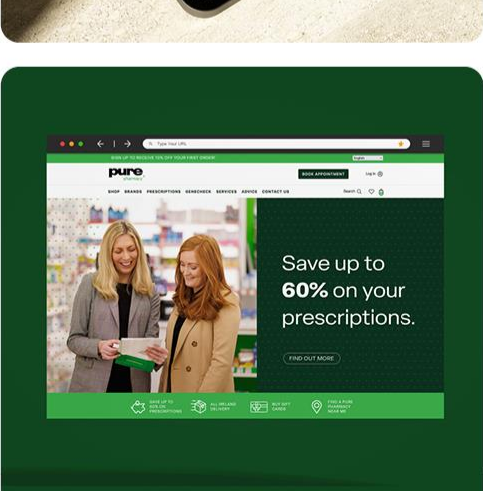 Type Your URL
SIGN UP TO RECEIVE 10% OFF YOUR FIRST ORDER
English
pure
pharmacy
BOOK APPOINTMENT
Log in
SHOP BRANDS PRESCRIPTIONS GENECHECK SERVICES ADVICE CONTACT US
Search
Save up to
60% on your
prescriptions.
FIND OUT MORE
SAVE UP TO
60% ON
PRESCRIPTIONS
ALL IRELAND
DELIVERY
BUY GIFT
CARDS
FIND A PURE
PHARMACY
NEAR ME